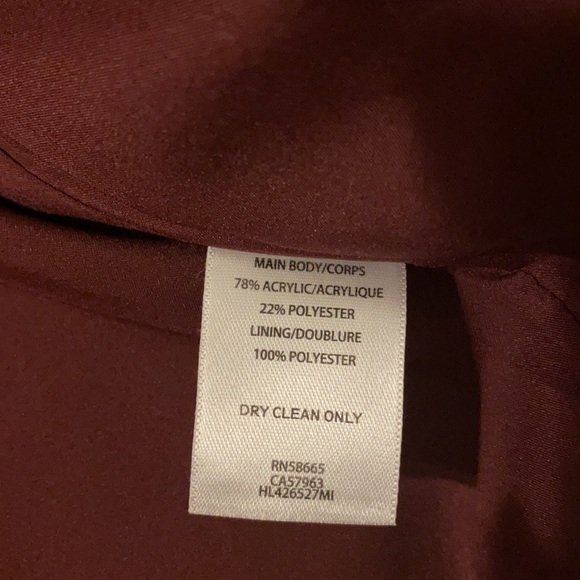 MAIN BODY/CORPS
78% ACRYLIC/ACRYLIQUE
22% POLYESTER
LINING/DOUBLURE
100% POLYESTER
DRY CLEAN ONLY
RN58665
CA57963
HL426527MI